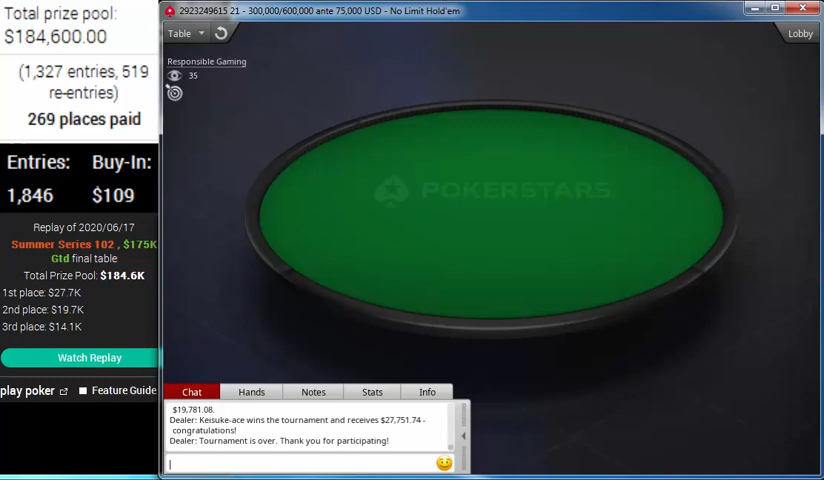 Total prize pool:
$184,600.00
(1,327 entries, 519
re-entries)
269 places paid
Entries: Buy-In:
1,846 $109
Replay of 2020/06/17
Summer Series 102 , $175K
Gtd final table
Total Prize Pool: $184.6K
1st place: $27.7K
2nd place: $19.7K
3rd place: $14.1K
Watch Replay
play poker Feature Guide
2923249615 21 - 300,000/600,000 ante 75,000 USD - No Limit Hold'em
Table
Lobby
Responsible Gaming
35
POKERSTARS
Chat Hands Notes Stats Info
$19,781.08.
Dealer: Keisuke-ace wins the tournament and receives $27,751.74 -
congratulations!
Dealer: Tournament is over. Thank you for participating!